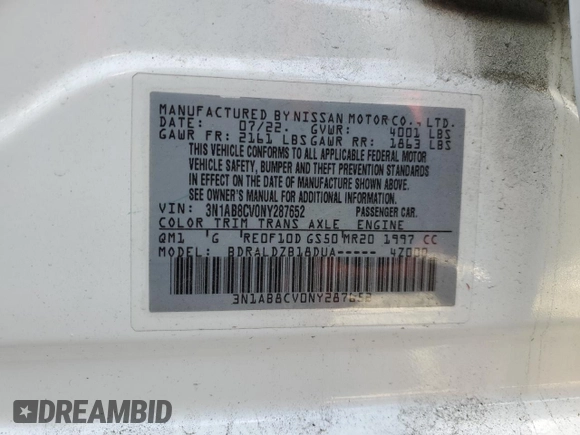 MANUFACTURED BY NISSAN MOTOR CO., LTD.
DATE: 07/22. GVWR: 4001 LBS
GAWR FR: 2161 LBS GAWR RR: 1863 LBS
THIS VEHICLE CONFORMS TO ALL APPLICABLE FEDERAL MOTOR
VEHICLE SAFETY, BUMPER AND THEFT PREVENTION STANDARDS
IN EFFECT ON THE DATE OF MANUFACTURE SHOWN ABOVE.
SEE OWNER'S MANUAL FOR ADDITIONAL INFORMATION.
VIN: 3N1AB8CV0NY287652 PASSENGER CAR.
COLOR TRIM TRANS AXLE ENGINE
QM1 G RE0F10D GS50 MR20 1997 CC
MODEL: BDRALDZB18DUA----- 4Z000
3N1AB8CV0NY287652
DREAMBID